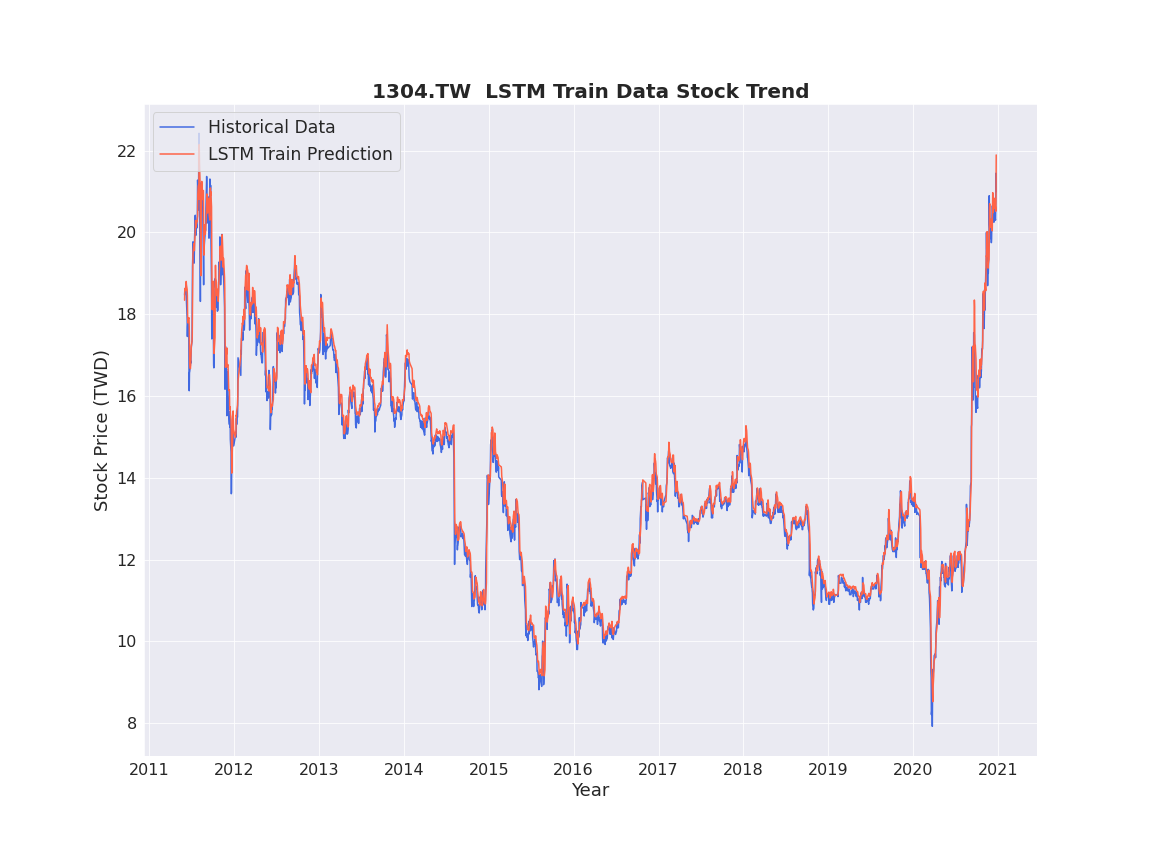 1304.TW  LSTM Train Data Stock Trend
Historical Data
LSTM Train Prediction
22
20
18
16
14
12
10
8
Stock Price (TWD)
2011 2012 2013 2014 2015 2016 2017 2018 2019 2020 2021
Year